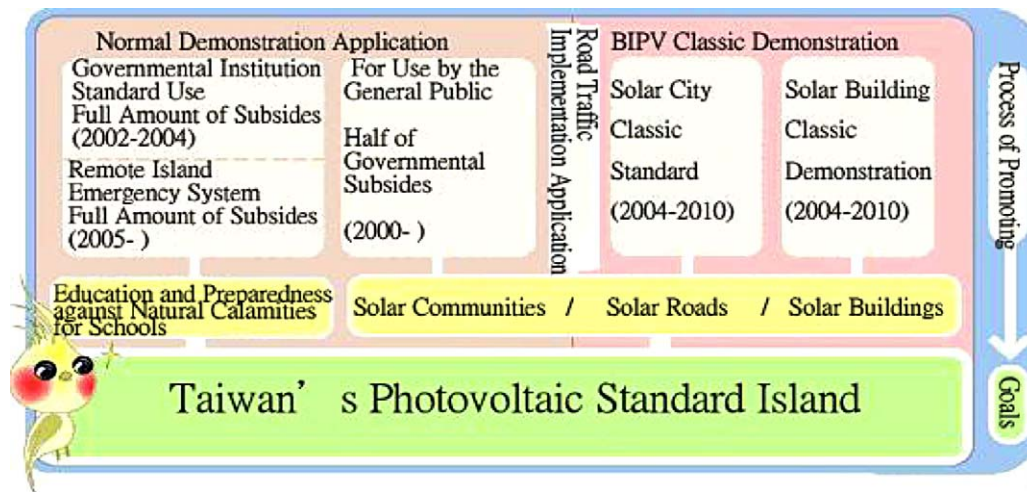 Normal Demonstration Application
Governmental Institution
Standard Use
Full Amount of Subsides
(2002-2004)
Remote Island
Emergency System
Full Amount of Subsides
(2005- )
For Use by the
General Public
Half of
Governmental
Subsides
(2000- )
Road Traffic
Implementation Application
BIPV Classic Demonstration
Solar City
Classic
Standard
(2004-2010)
Solar Building
Classic
Demonstration
(2004-2010)
Process of Promoting
Education and Preparedness
against Natural Calamities
for Schools
Solar Communities / Solar Roads / Solar Buildings
Taiwan's Photovoltaic Standard Island
Goals